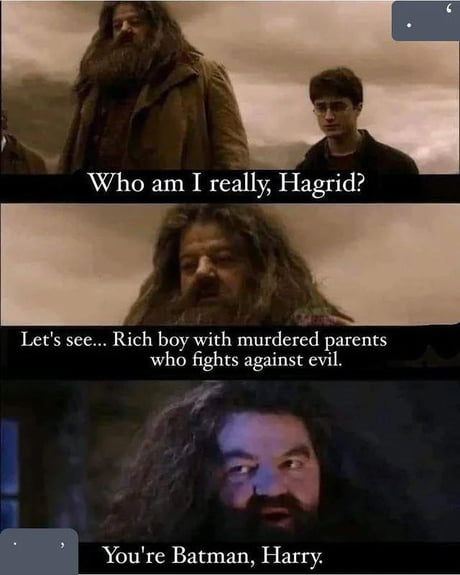 Who am I really, Hagrid?
Let's see... Rich boy with murdered parents
who fights against evil.
You're Batman, Harry.